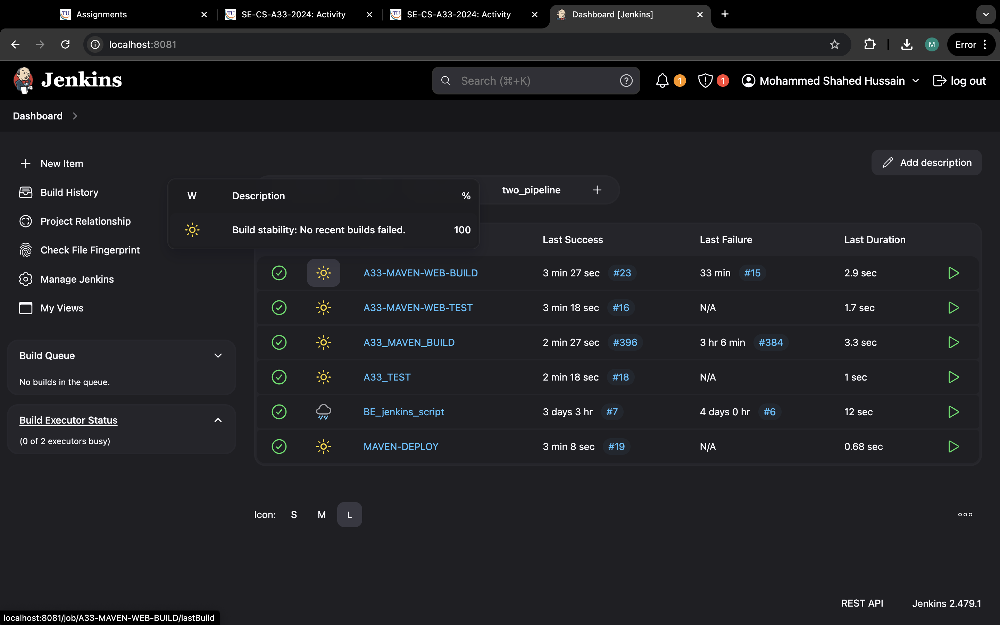 Assignments
SE-CS-A33-2024: Activity
SE-CS-A33-2024: Activity
Dashboard [Jenkins]
localhost:8081
M
Error
Jenkins
Search (⌘+K)
1
1
Mohammed Shahed Hussain
log out
Dashboard
New Item
Build History
Project Relationship
Check File Fingerprint
Manage Jenkins
My Views
Build Queue
No builds in the queue.
Build Executor Status
(0 of 2 executors busy)
Add description
two_pipeline
W Description %
Build stability: No recent builds failed. 100
Last Success Last Failure Last Duration
A33-MAVEN-WEB-BUILD 3 min 27 sec #23 33 min #15 2.9 sec
A33-MAVEN-WEB-TEST 3 min 18 sec #16 N/A 1.7 sec
A33_MAVEN_BUILD 2 min 27 sec #396 3 hr 6 min #384 3.3 sec
A33_TEST 2 min 18 sec #18 N/A 1 sec
BE_jenkins_script 3 days 3 hr #7 4 days 0 hr #6 12 sec
MAVEN-DEPLOY 3 min 8 sec #19 N/A 0.68 sec
Icon: S M L
REST API Jenkins 2.479.1
localhost:8081/job/A33-MAVEN-WEB-BUILD/lastBuild